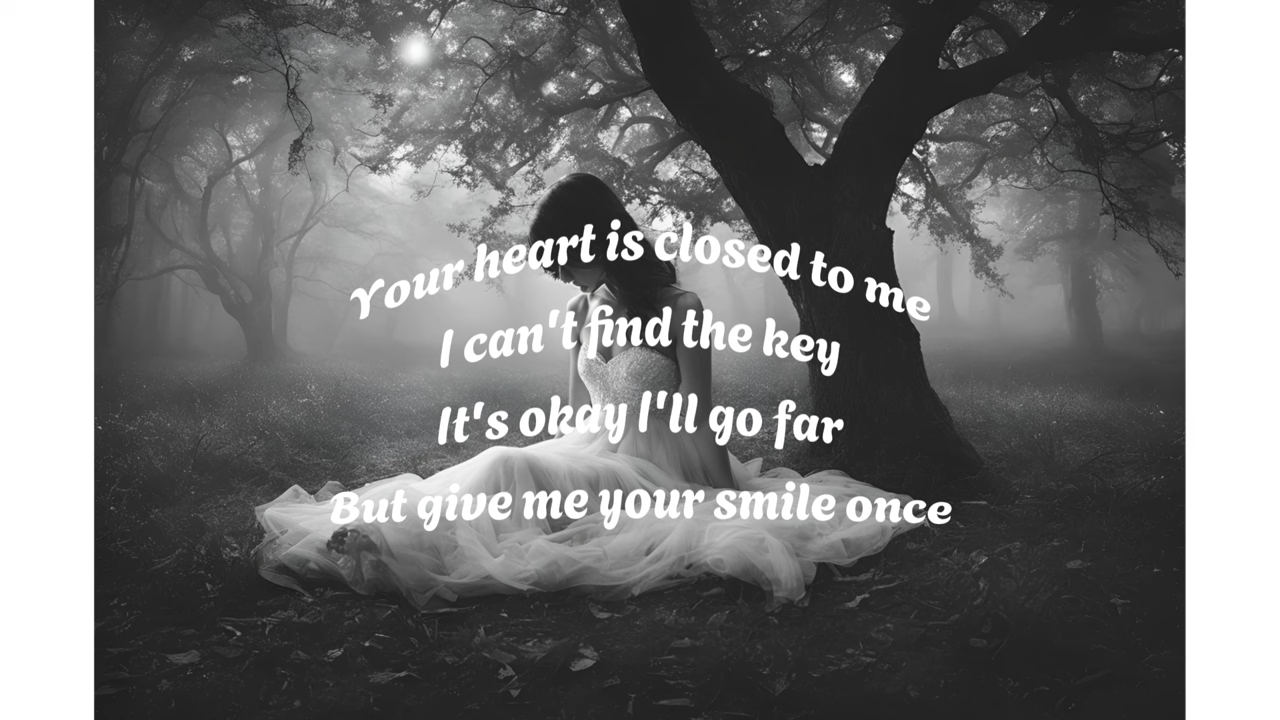 Your heart is closed to me
I can't find the key
It's okay I'll go far
But give me your smile once